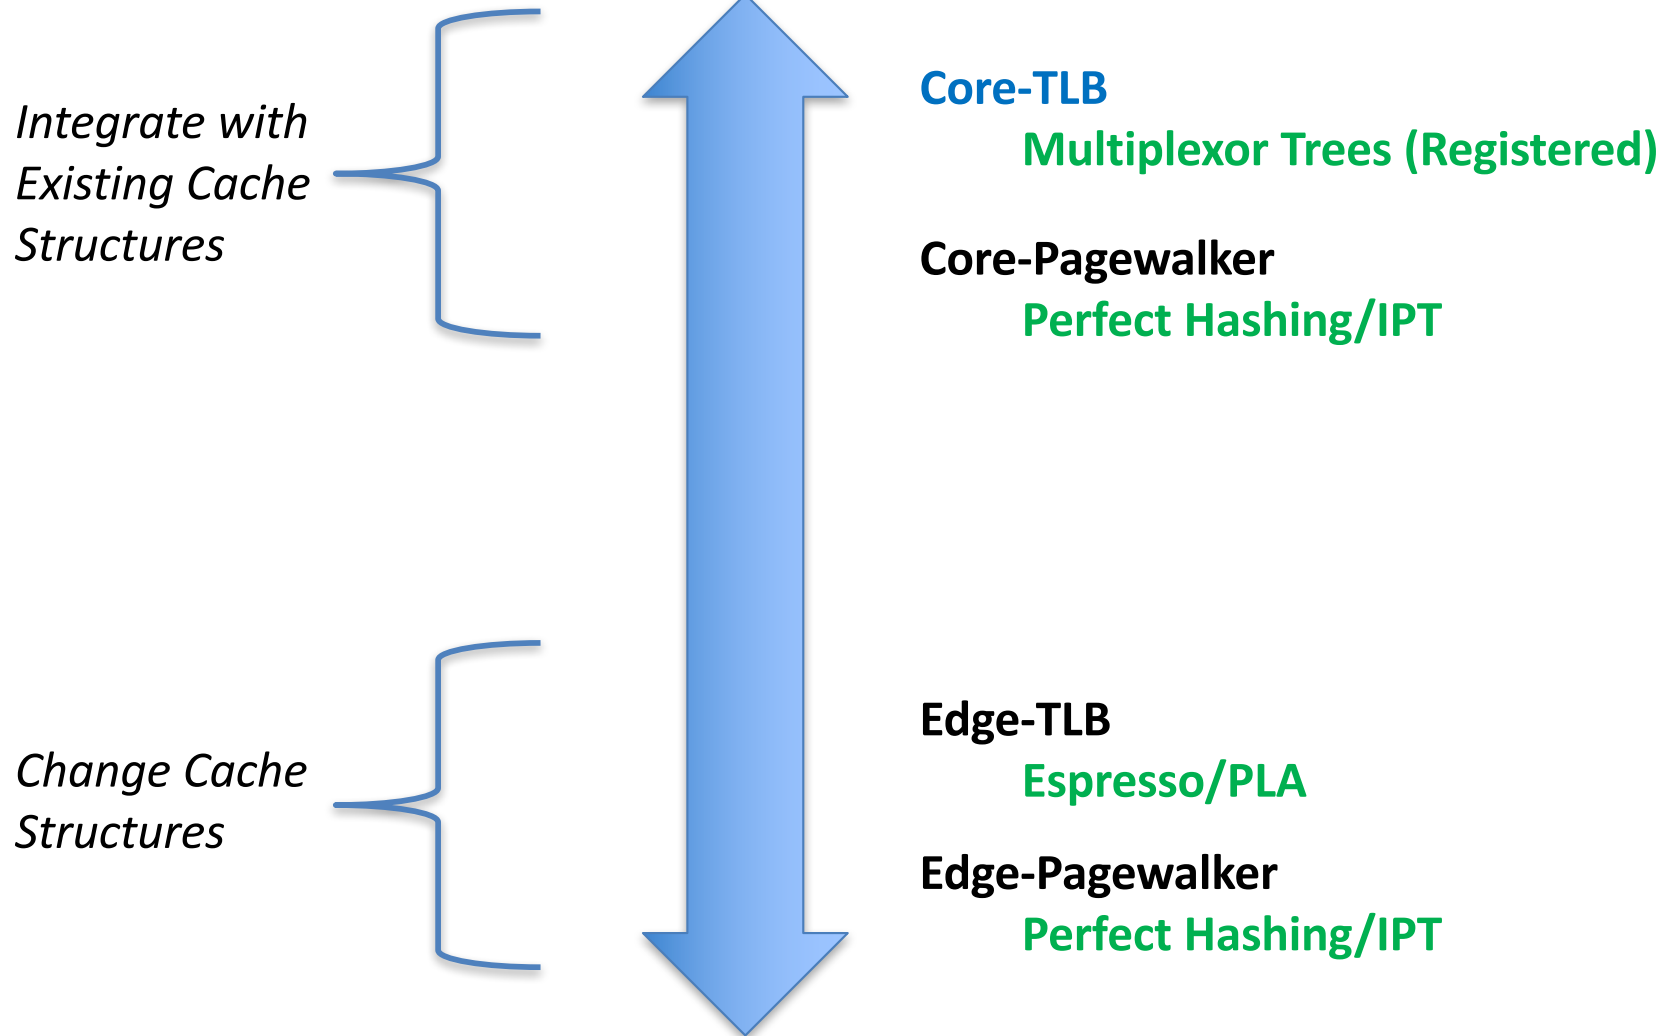 Integrate with
Existing Cache
Structures
Core-TLB
Multiplexor Trees (Registered)
Core-Pagewalker
Perfect Hashing/IPT
Change Cache
Structures
Edge-TLB
Espresso/PLA
Edge-Pagewalker
Perfect Hashing/IPT